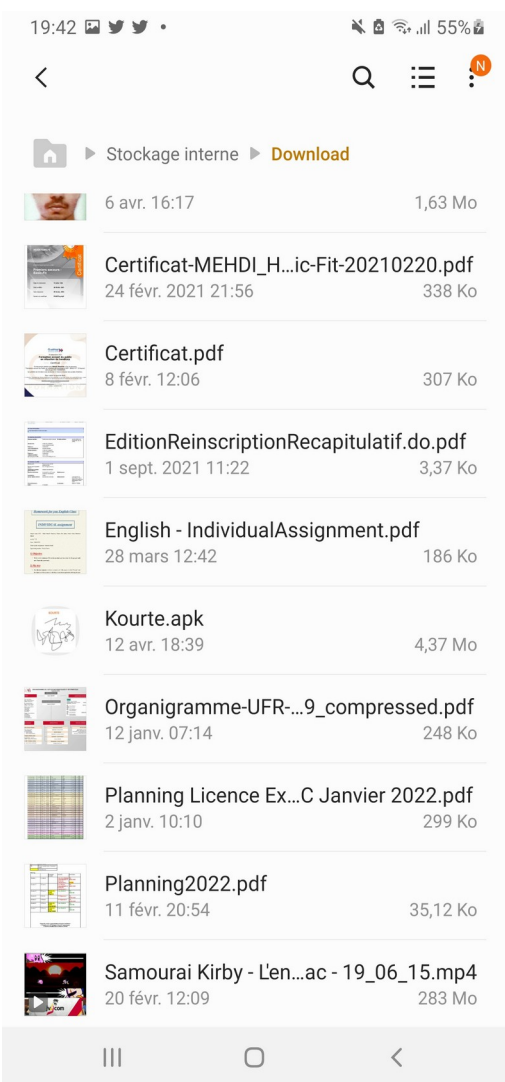 19:42
55%
N
Stockage interne
Download
6 avr. 16:17
1,63 Mo
Certificat-MEHDI_H...ic-Fit-20210220.pdf
24 févr. 2021 21:56
338 Ko
Certificat.pdf
8 févr. 12:06
307 Ko
EditionReinscriptionRecapitulatif.do.pdf
1 sept. 2021 11:22
3,37 Ko
English - IndividualAssignment.pdf
28 mars 12:42
186 Ko
Kourte.apk
12 avr. 18:39
4,37 Mo
Organigramme-UFR-...9_compressed.pdf
12 janv. 07:14
248 Ko
Planning Licence Ex...C Janvier 2022.pdf
2 janv. 10:10
299 Ko
Planning2022.pdf
11 févr. 20:54
35,12 Ko
Samourai Kirby - L'en...ac - 19_06_15.mp4
20 févr. 12:09
283 Mo